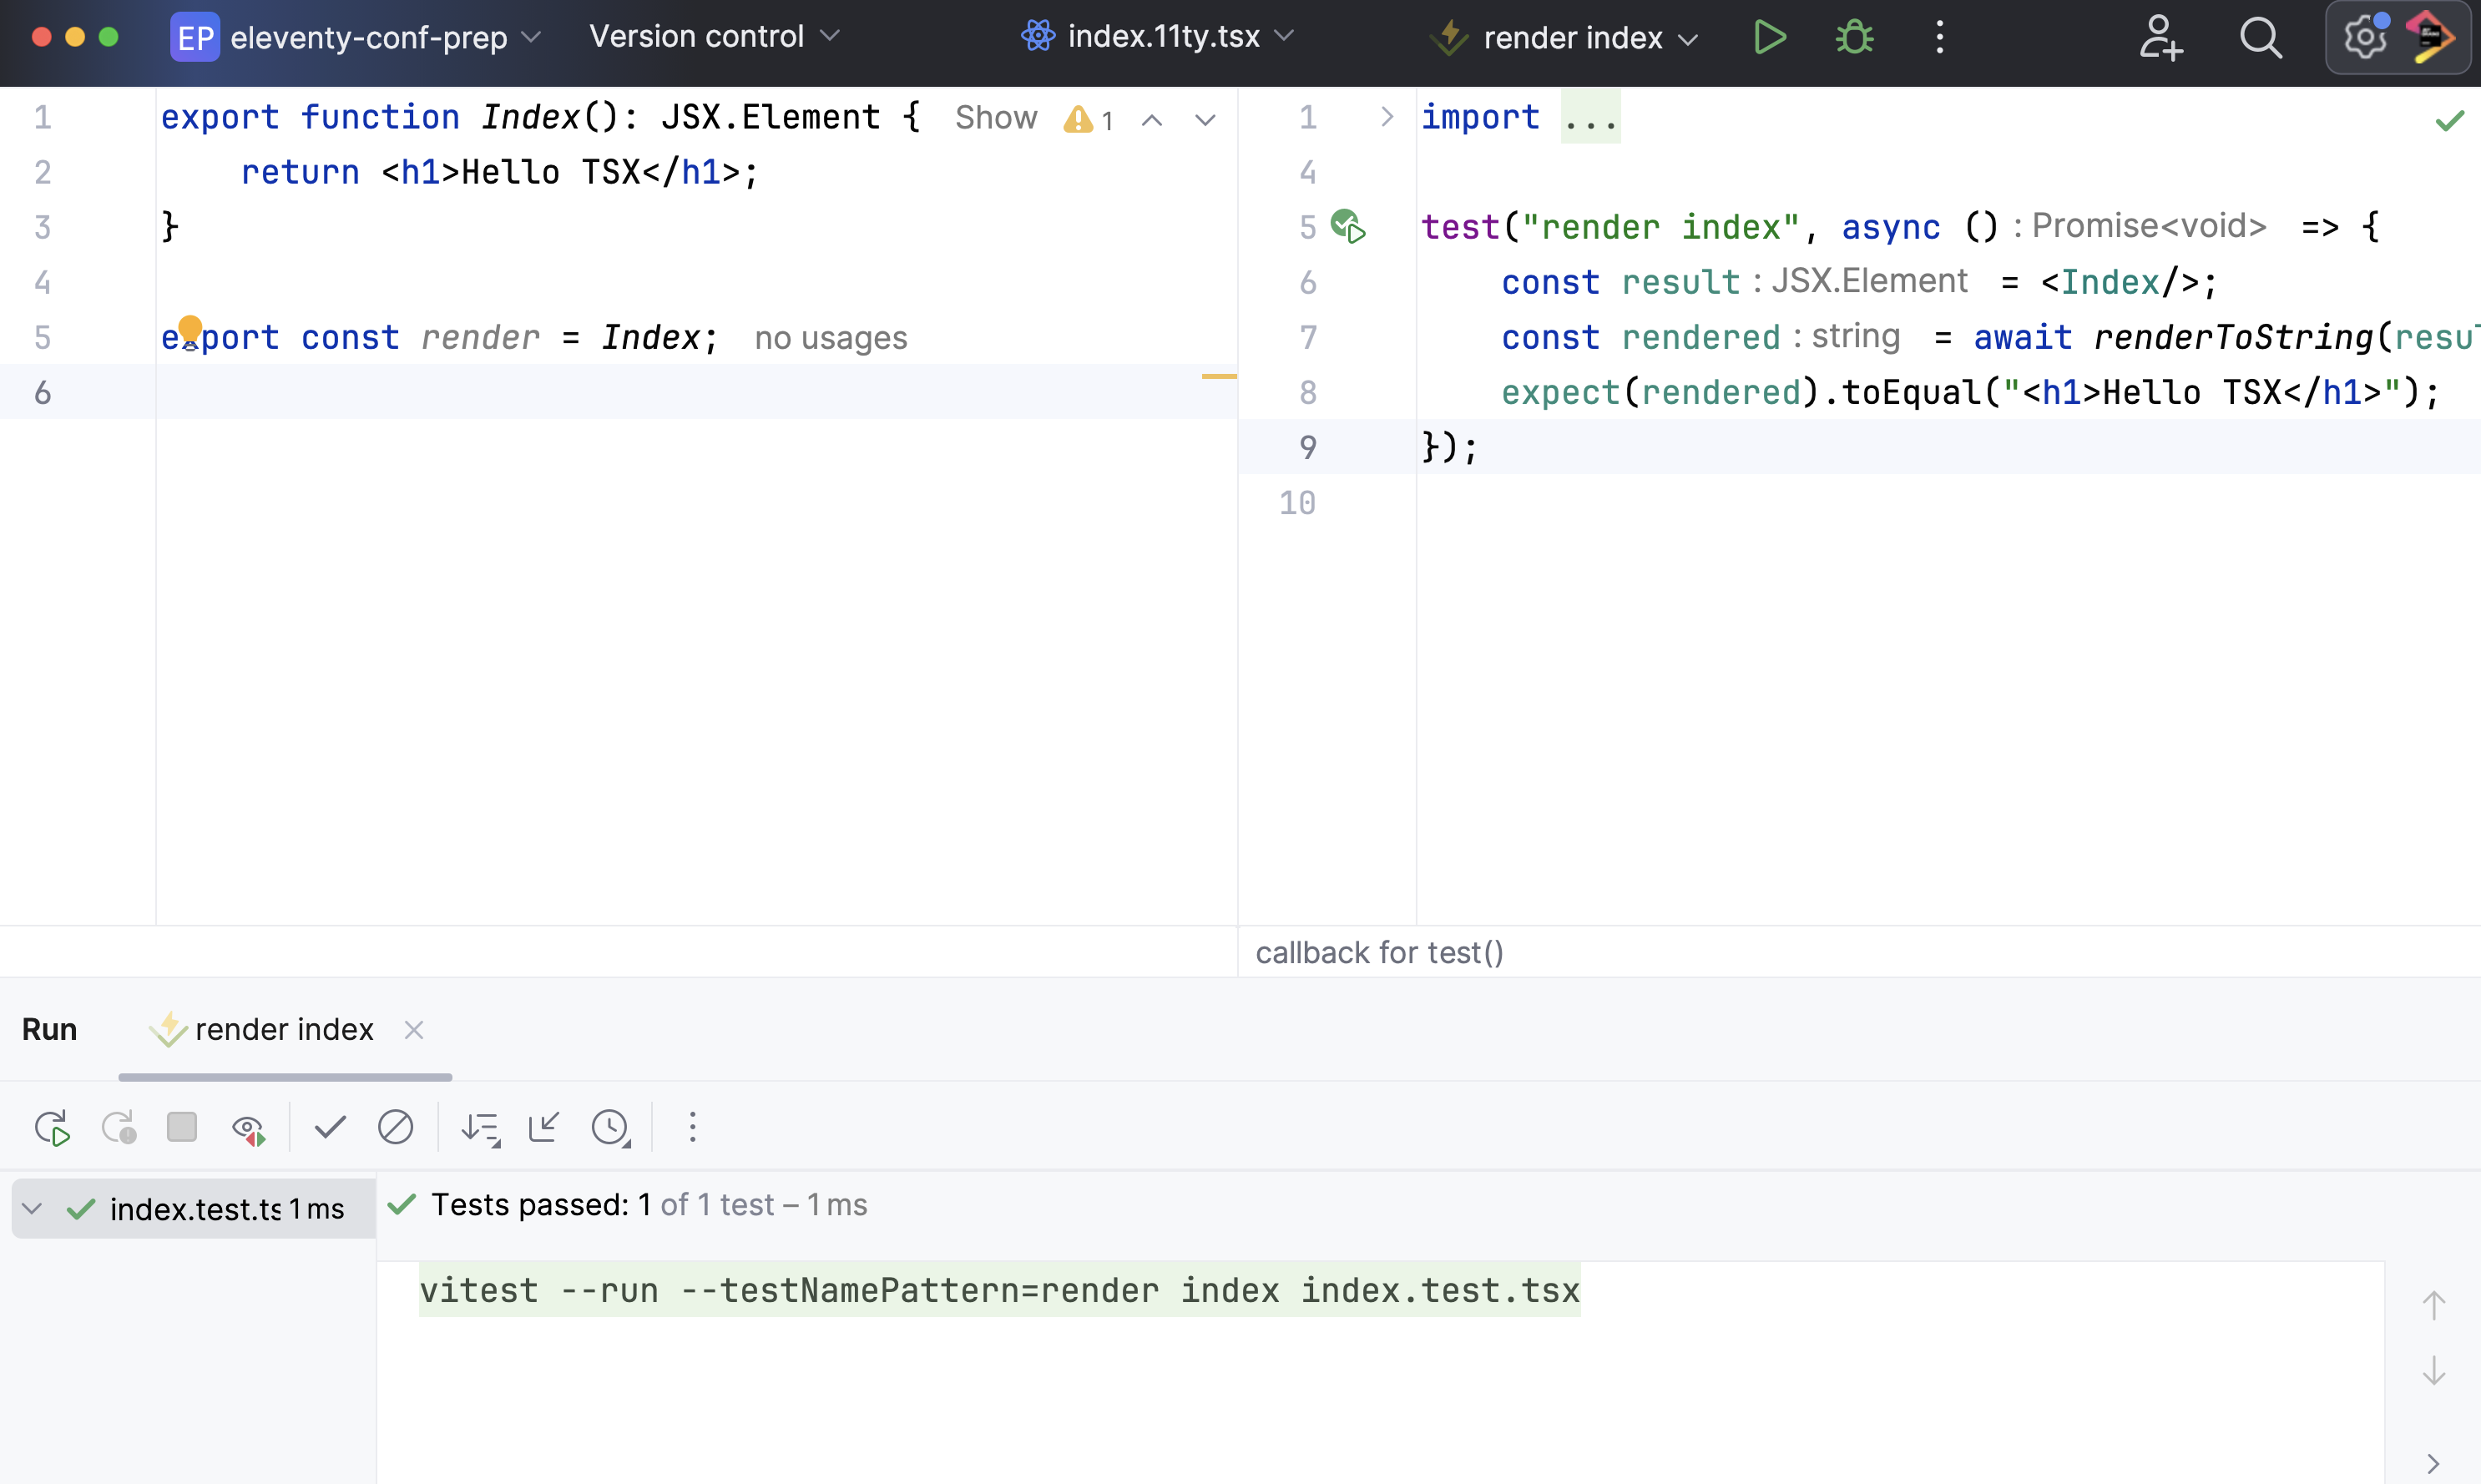 EP eleventy-conf-prep Version control index.11ty.tsx render index
1 export function Index(): JSX.Element { Show 1
2 return <h1>Hello TSX</h1>;
3 }
4
5 export const render = Index; no usages
6
1 import ...
4
5 test("render index", async () : Promise<void> => {
6 const result : JSX.Element = <Index/>;
7 const rendered : string = await renderToString(resu
8 expect(rendered).toEqual("<h1>Hello TSX</h1>");
9 });
10
callback for test()
Run render index
index.test.ts 1 ms
Tests passed: 1 of 1 test – 1 ms
vitest --run --testNamePattern=render index index.test.tsx